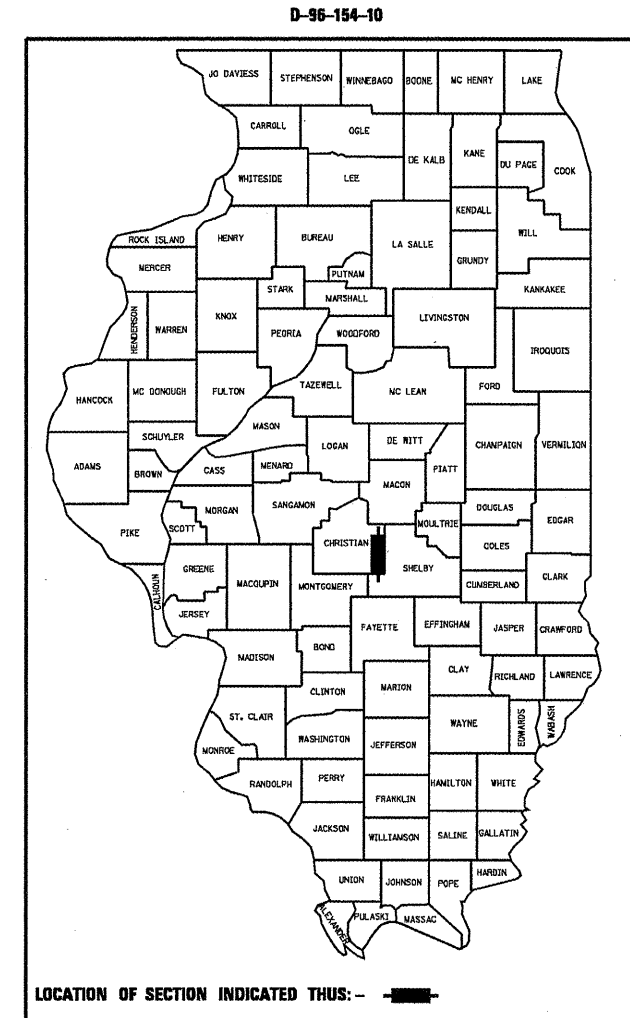 D-96-154-10
JO DAVIESS STEPHENSON WINNEBAGO BOONE MC HENRY LAKE
CARROLL OGLE
DE KALB KANE DU PAGE COOK
WHITESIDE LEE
KENDALL
ROCK ISLAND HENRY BUREAU LA SALLE WILL
GRUNDY
MERCER PUTNAM
STARK MARSHALL KANKAKEE
HENDERSON WARREN KNOX PEORIA WOODFORD LIVINGSTON
IROQUOIS
HANCOCK MC DONOUGH FULTON TAZEWELL MC LEAN FORD
MASON
SCHUYLER LOGAN DE WITT CHAMPAIGN VERMILION
ADAMS BROWN CASS MENARD PIATT
MACON
PIKE SCOTT MORGAN SANGAMON DOUGLAS EDGAR
MOULTRIE
CHRISTIAN COLES
GREENE MACOUPIN MONTGOMERY SHELBY CLARK
CALHOUN CUMBERLAND
JERSEY
FAYETTE EFFINGHAM JASPER CRAWFORD
MADISON BOND
CLAY RICHLAND LAWRENCE
CLINTON MARION
ST. CLAIR WAYNE EDWARDS WABASH
WASHINGTON JEFFERSON
MONROE
RANDOLPH PERRY HAMILTON WHITE
FRANKLIN
JACKSON WILLIAMSON SALINE GALLATIN
UNION JOHNSON POPE HARDIN
ALEXANDER PULASKI MASSAC
LOCATION OF SECTION INDICATED THUS: -